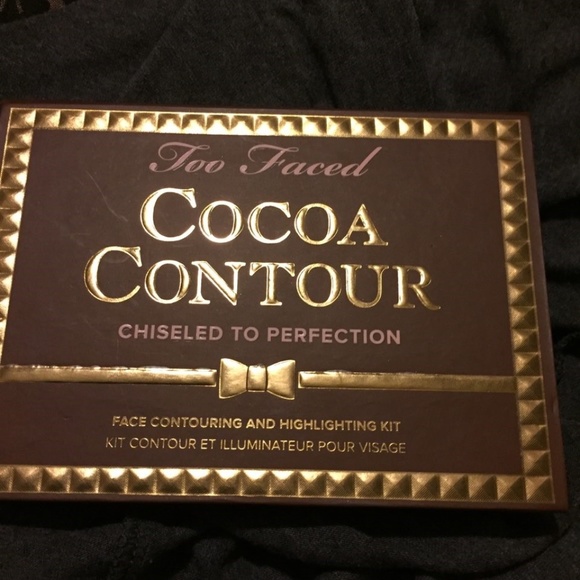 Too Faced
COCOA
CONTOUR
CHISELED TO PERFECTION
FACE CONTOURING AND HIGHLIGHTING KIT
KIT CONTOUR ET ILLUMINATEUR POUR VISAGE